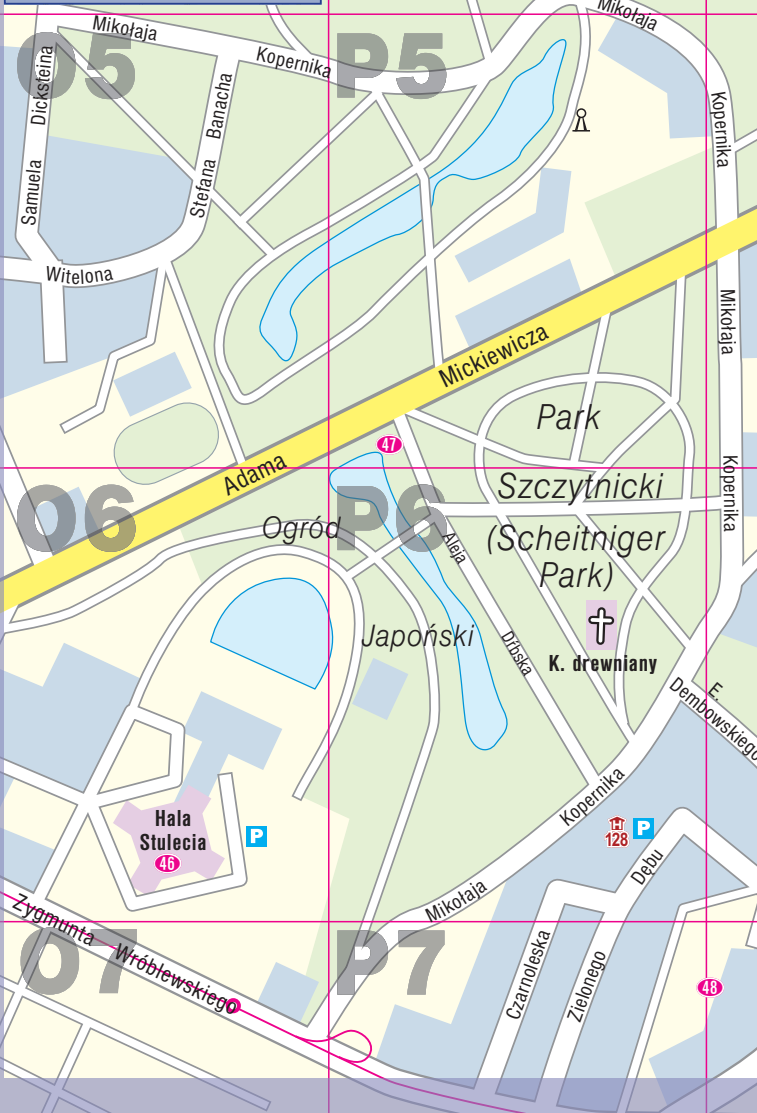 Mikołaja
Mikołaja
Kopernika
O5
P5
Samuela Dicksteina
Stefana Banacha
Kopernika
Witelona
Mikołaja
Mickiewicza
Park
47
Adama
Szczytnicki
Kopernika
O6
P6
Ogród
(Scheitniger
Aleja
Park)
Japoński
Dłbska
K. drewniany
E.
Dembowskiego
Kopernika
Hala
Stulecia
46
P
P
128
Dębu
Mikołaja
Zygmunta Wróblewskiego
O7
P7
Czarnoleska
Zielonego
48